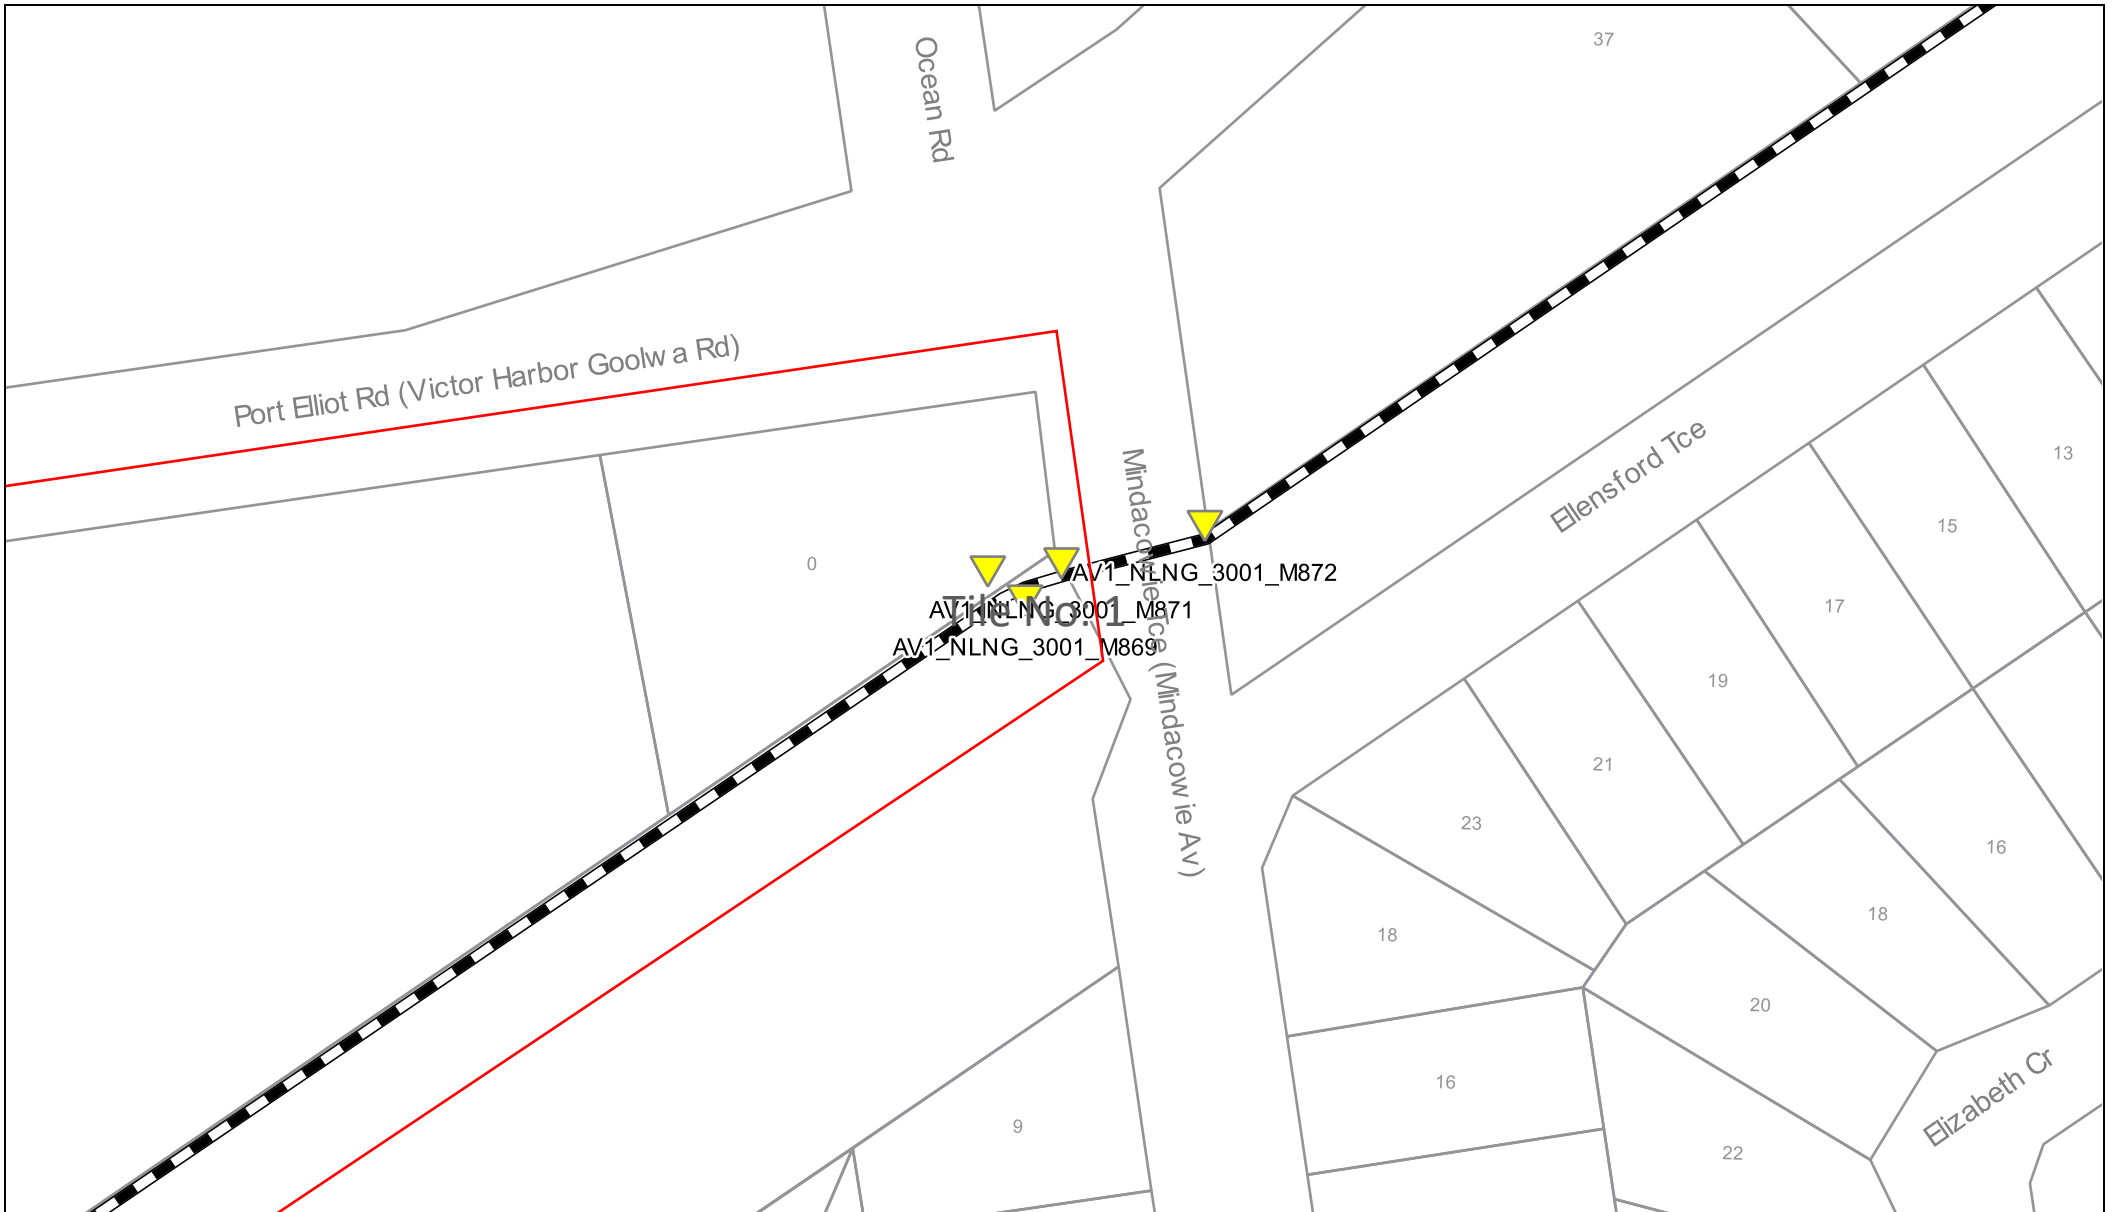 37
Ocean Rd
Port Elliot Rd (Victor Harbor Goolwa Rd)
Ellensford Tce
13
15
0
Mindacowie Tce (Mindacowie Av)
AV1_NLNG_3001_M872
AV1_NLNG_3001_M871
Tile No: 1
AV1_NLNG_3001_M869
17
19
21
23
16
18
18
20
16
Elizabeth Cr
9
22